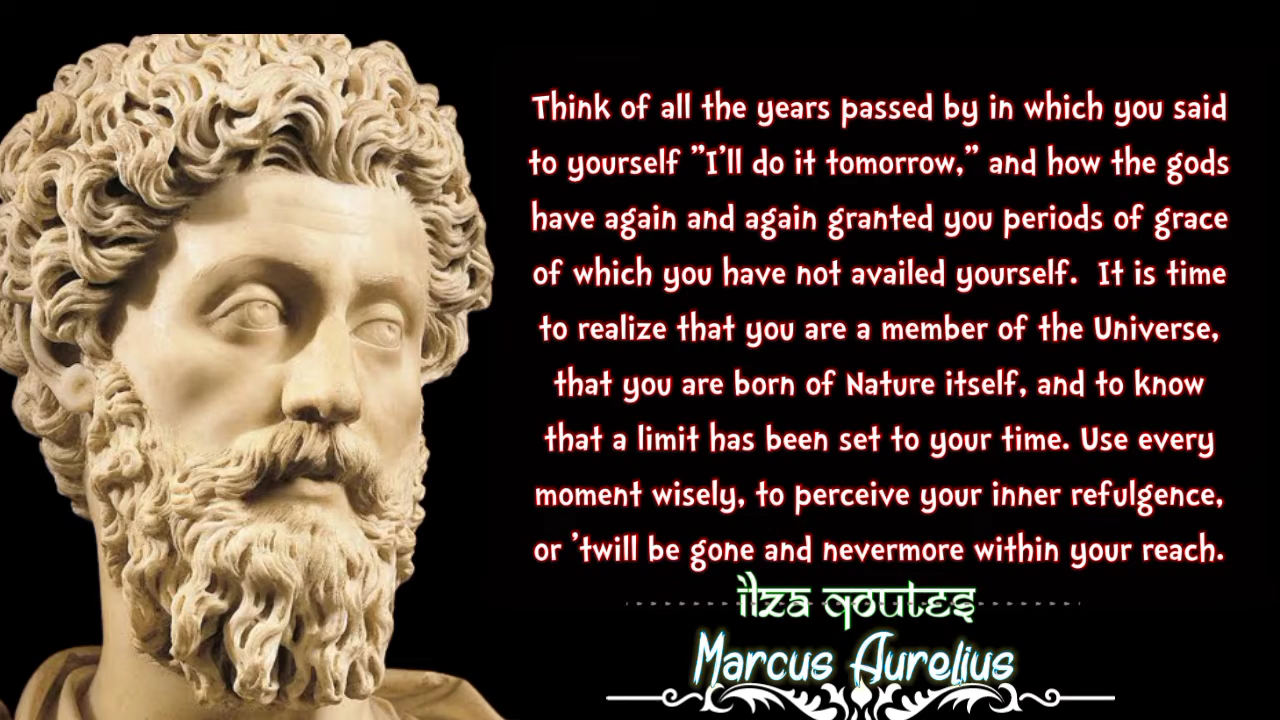 Think of all the years passed by in which you said
to yourself ”I’ll do it tomorrow,” and how the gods
have again and again granted you periods of grace
of which you have not availed yourself. It is time
to realize that you are a member of the Universe,
that you are born of Nature itself, and to know
that a limit has been set to your time. Use every
moment wisely, to perceive your inner refulgence,
or ’twill be gone and nevermore within your reach.
ilza qoutes
Marcus Aurelius